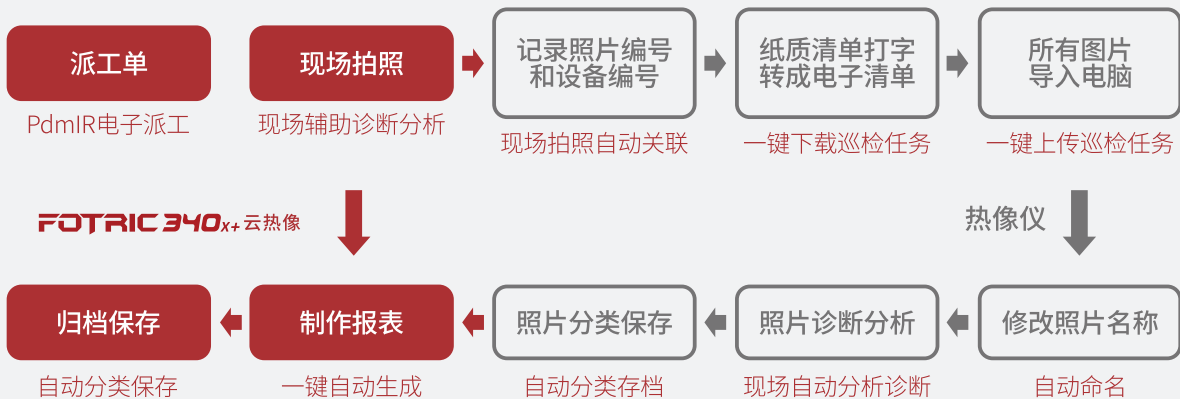 派工单
现场拍照
记录照片编号
和设备编号
纸质清单打字
转成电子清单
所有图片
导入电脑
PdmIR电子派工
现场辅助诊断分析
现场拍照自动关联
一键下载巡检任务
一键上传巡检任务
FOTRIC 340x+云热像
热像仪
归档保存
制作报表
照片分类保存
照片诊断分析
修改照片名称
自动分类保存
一键自动生成
自动分类存档
现场自动分析诊断
自动命名